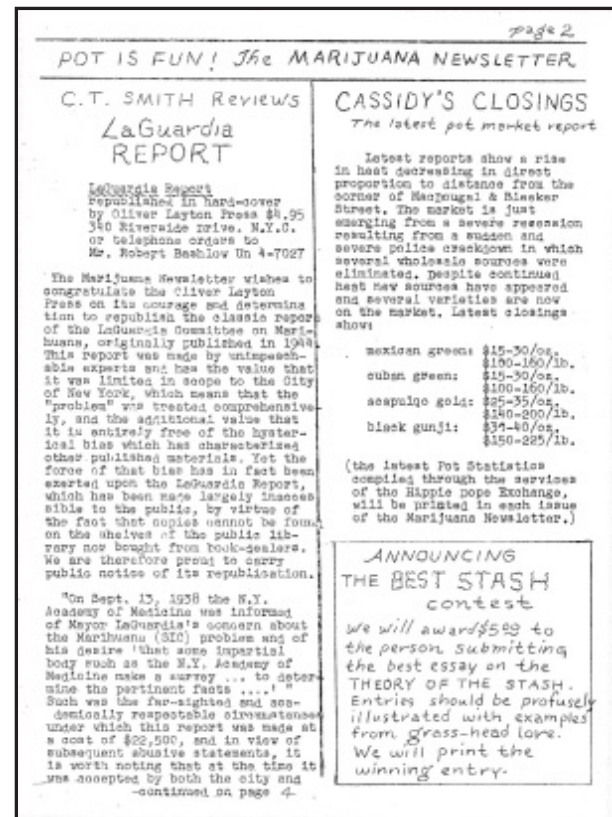 page 2
POT IS FUN! The MARIJUANA NEWSLETTER
C.T. SMITH Reviews
LaGuardia
REPORT
LaGuardia Report
republished in hard-cover
by Oliver Layton Press $4.95
340 Riverside Drive. N.Y.C.
or telephone orders to
Mr. Robert Bashlow Un 4-7027
The Marijuana Newsletter wishes to
congratulate the Oliver Layton
Press on its courage and determina
tion to republish the classic report
of the LaGuardia Committee on Mari-
huana, originally published in 1944.
This report was made by unimpeach-
able experts and has the value that
it was limited in scope to the City
of New York, which means that the
"problem" was treated comprehensive-
ly, and the additional value that
it is entirely free of the hyster-
ical bias which has characterized
other published materials. Yet the
force of that bias has in fact been
exerted upon the LaGuardia Report,
which has been made largely inacces
sible to the public, by virtue of
the fact that copies cannot be found
on the shelves of the public lib-
rary nor bought from book-dealers.
We are therefore proud to carry
public notice of its republication.
"On Sept. 13, 1938 the N.Y.
Academy of Medicine was informed
of Mayor LaGuardia's concern about
the Marihuana (SIC) problem and of
his desire 'that some impartial
body such as the N.Y. Academy of
Medicine make a survey ... to deter
mine the pertinent facts ....' "
Such was the far-sighted and aca-
demically respectable circumstances
under which this report was made at
a cost of $22,500, and in view of
subsequent abusive statements, it
is worth noting that at the time it
was accepted by both the city and
-continued on page 4
CASSIDY'S CLOSINGS
The latest pot market report
Latest reports show a rise
in heat decreasing in direct
proportion to distance from the
corner of MacDougal & Bleeker
Street. The market is just
emerging from a severe recession
resulting from a sudden and
severe police crackdown in which
several wholesale sources were
eliminated. Despite continued
heat new sources have appeared
and several varieties are now
on the market. Latest closings
show:
mexican green: $15-30/oz.
$100-160/lb.
cuban green: $15-30/oz.
$100-160/lb.
acapulqo gold: $25-35/oz.
$140-200/lb.
black gunji: /oz.
$150-225/lb.
(the latest Pot Statistics
compiled through the services
of the Hippie pope Exchange,
will be printed in each issue
of the Marijuana Newsletter.)
ANNOUNCING
THE BEST STASH
contest
We will award $5.00 to
the person submitting
the best essay on the
THEORY OF THE STASH.
Entries should be profusely
illustrated with examples
from grass-head lore.
We will print the
winning entry.